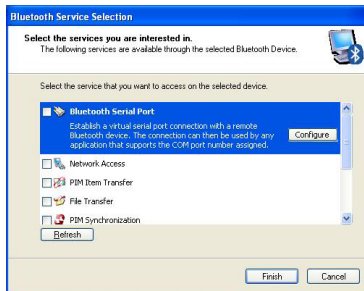 Bluetooth Service Selection
Select the services you are interested in.
The following services are available through the selected Bluetooth Device.
Select the service that you want to access on the selected device.
Bluetooth Serial Port
Establish a virtual serial port connection with a remote
Bluetooth device. The connection can then be used by any
application that supports the COM port number assigned.
Configure
Network Access
PIM Item Transfer
File Transfer
PIM Synchronization
Refresh
Finish
Cancel